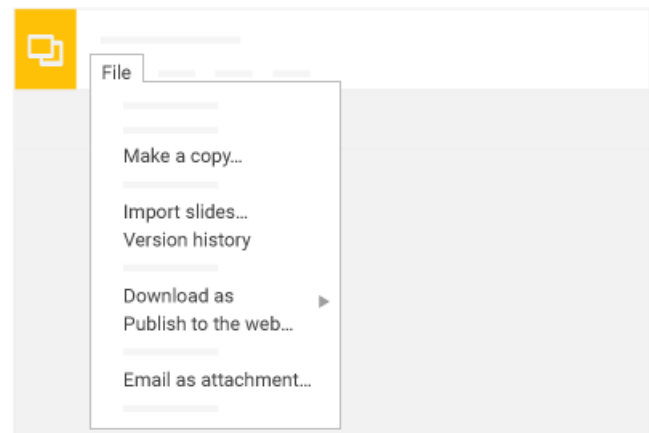 File
Make a copy…
Import slides…
Version history
Download as
Publish to the web…
Email as attachment…